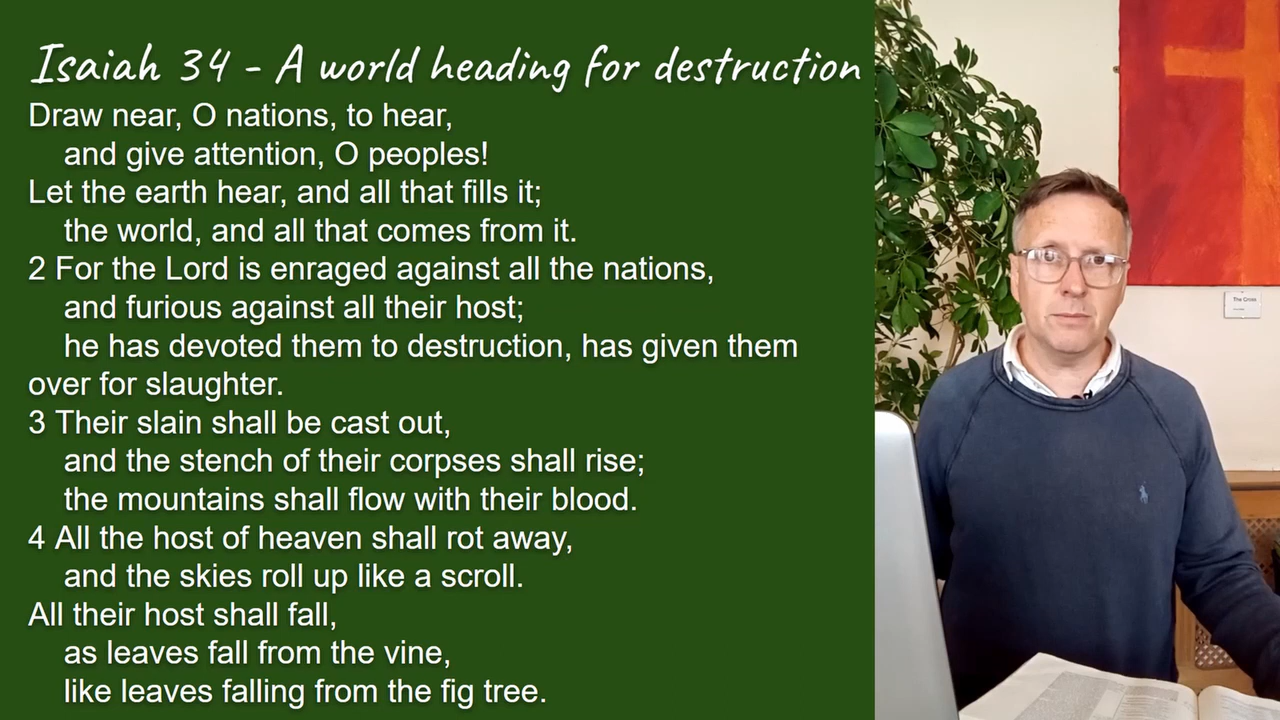 Isaiah 34 - A world heading for destruction
Draw near, O nations, to hear,
and give attention, O peoples!
Let the earth hear, and all that fills it;
the world, and all that comes from it.
2 For the Lord is enraged against all the nations,
and furious against all their host;
he has devoted them to destruction, has given them
over for slaughter.
3 Their slain shall be cast out,
and the stench of their corpses shall rise;
the mountains shall flow with their blood.
4 All the host of heaven shall rot away,
and the skies roll up like a scroll.
All their host shall fall,
as leaves fall from the vine,
like leaves falling from the fig tree.
The Cross